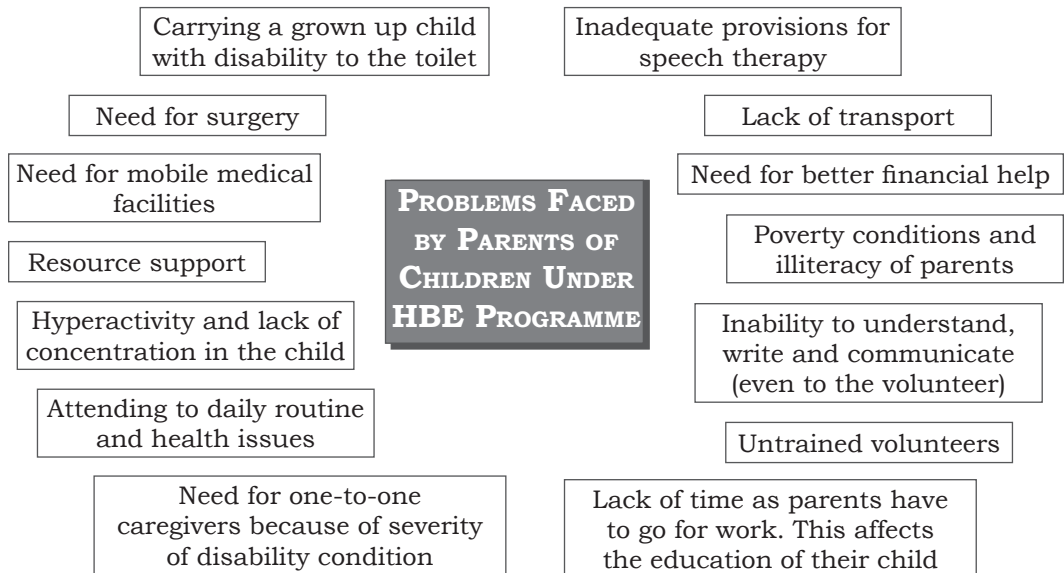 Carrying a grown up child
with disability to the toilet
Inadequate provisions for
speech therapy
Need for surgery
Lack of transport
Need for mobile medical
facilities
Need for better financial help
PROBLEMS FACED
BY PARENTS OF
CHILDREN UNDER
HBE PROGRAMME
Resource support
Poverty conditions and
illiteracy of parents
Hyperactivity and lack of
concentration in the child
Inability to understand,
write and communicate
(even to the volunteer)
Attending to daily routine
and health issues
Untrained volunteers
Need for one-to-one
caregivers because of severity
of disability condition
Lack of time as parents have
to go for work. This affects
the education of their child